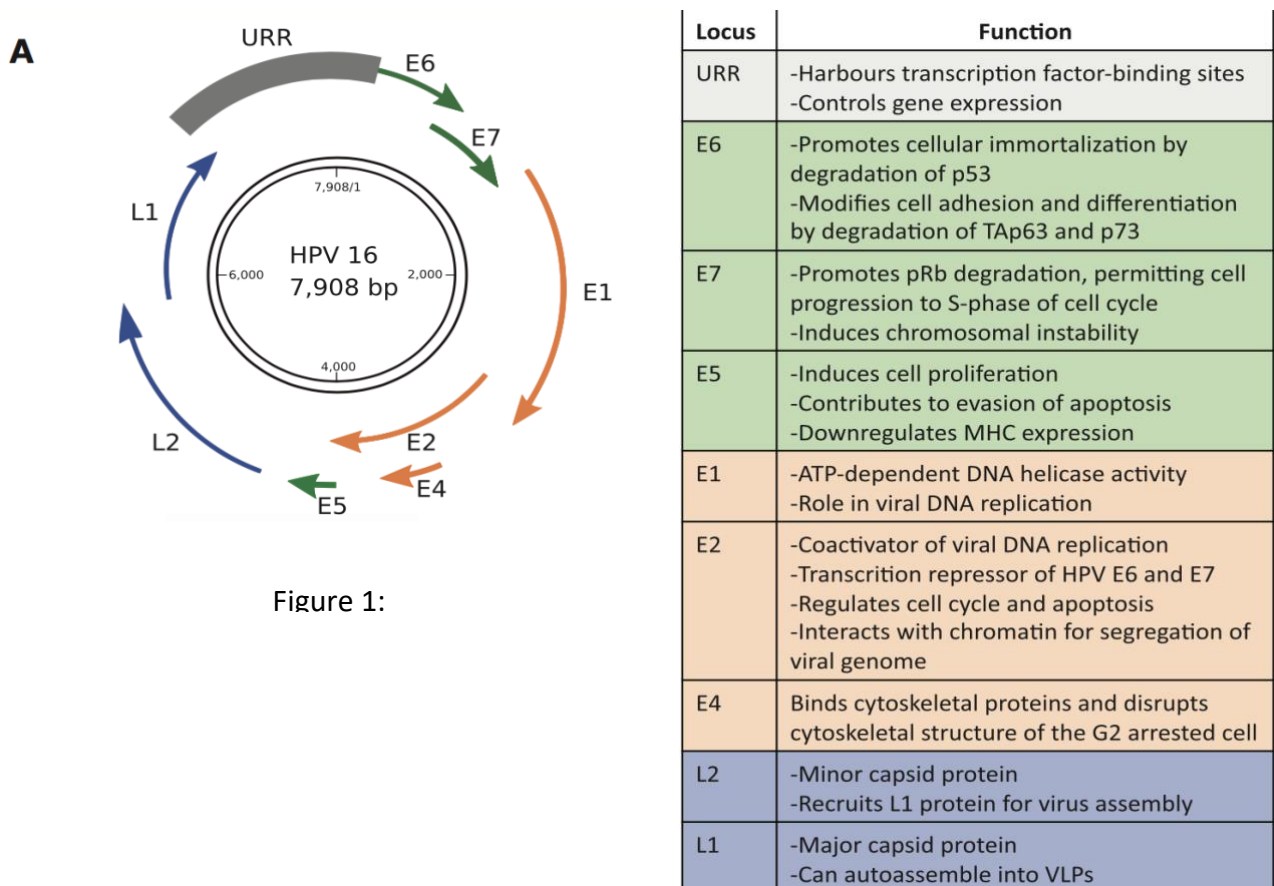 A
URR
E6
E7
L1
7,908/1
HPV 16
7,908 bp
6,000
2,000
E1
4,000
L2
E2
E4
E5
Figure 1:
Locus Function
URR -Harbours transcription factor-binding sites
-Controls gene expression
E6 -Promotes cellular immortalization by
degradation of p53
-Modifies cell adhesion and differentiation
by degradation of TAp63 and p73
E7 -Promotes pRb degradation, permitting cell
progression to S-phase of cell cycle
-Induces chromosomal instability
E5 -Induces cell proliferation
-Contributes to evasion of apoptosis
-Downregulates MHC expression
E1 -ATP-dependent DNA helicase activity
-Role in viral DNA replication
E2 -Coactivator of viral DNA replication
-Transcrition repressor of HPV E6 and E7
-Regulates cell cycle and apoptosis
-Interacts with chromatin for segregation of
viral genome
E4 Binds cytoskeletal proteins and disrupts
cytoskeletal structure of the G2 arrested cell
L2 -Minor capsid protein
-Recruits L1 protein for virus assembly
L1 -Major capsid protein
-Can autoassemble into VLPs